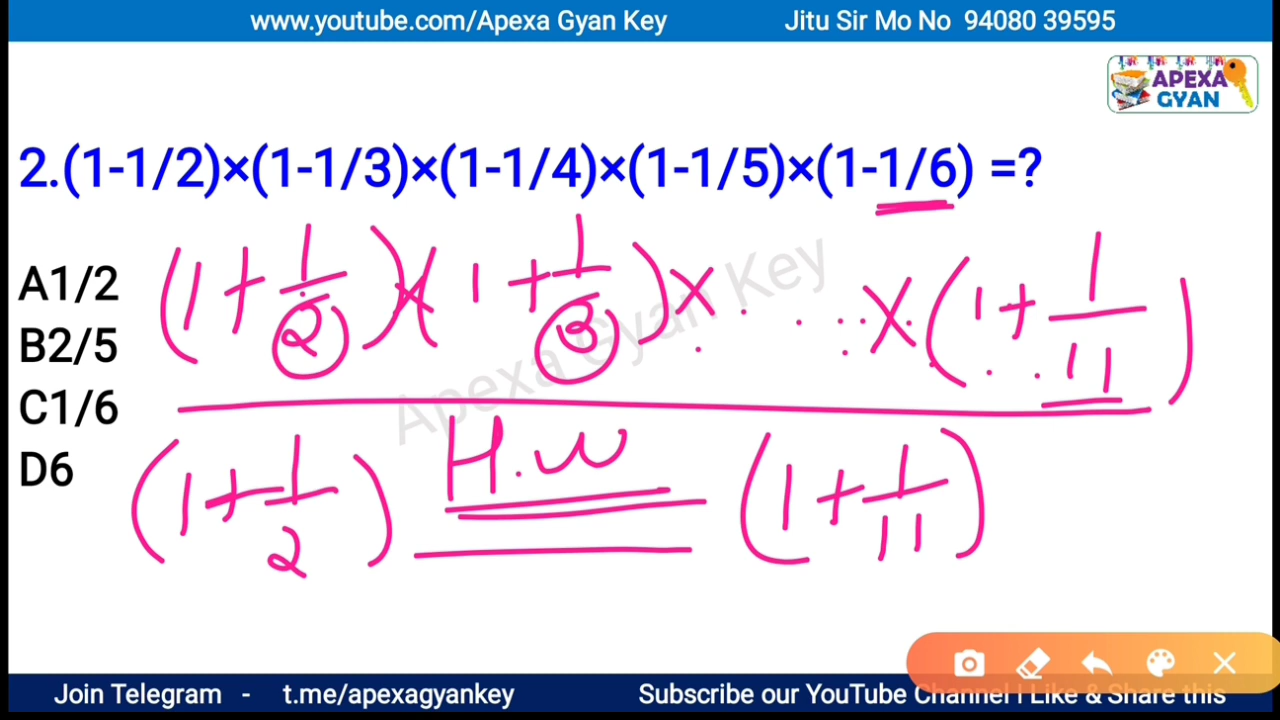 www.youtube.com/Apexa Gyan Key Jitu Sir Mo No 94080 39595
APEXA
GYAN
2.(1-1/2)×(1-1/3)×(1-1/4)×(1-1/5)×(1-1/6) =?
A1/2
B2/5
C1/6
D6
(1+1/2)×(1+1/3)×. . . . . ×(1+1/11)
Apexa Gyan Key
H.W
(1+1/2) (1+1/11)
Join Telegram - t.me/apexagyankey Subscribe our YouTube Channel | Like & Share this